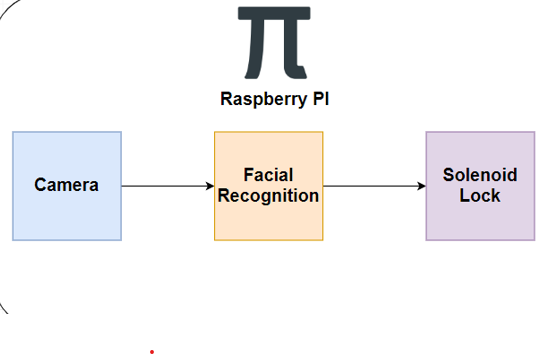 Raspberry PI
Camera
Facial
Recognition
Solenoid
Lock